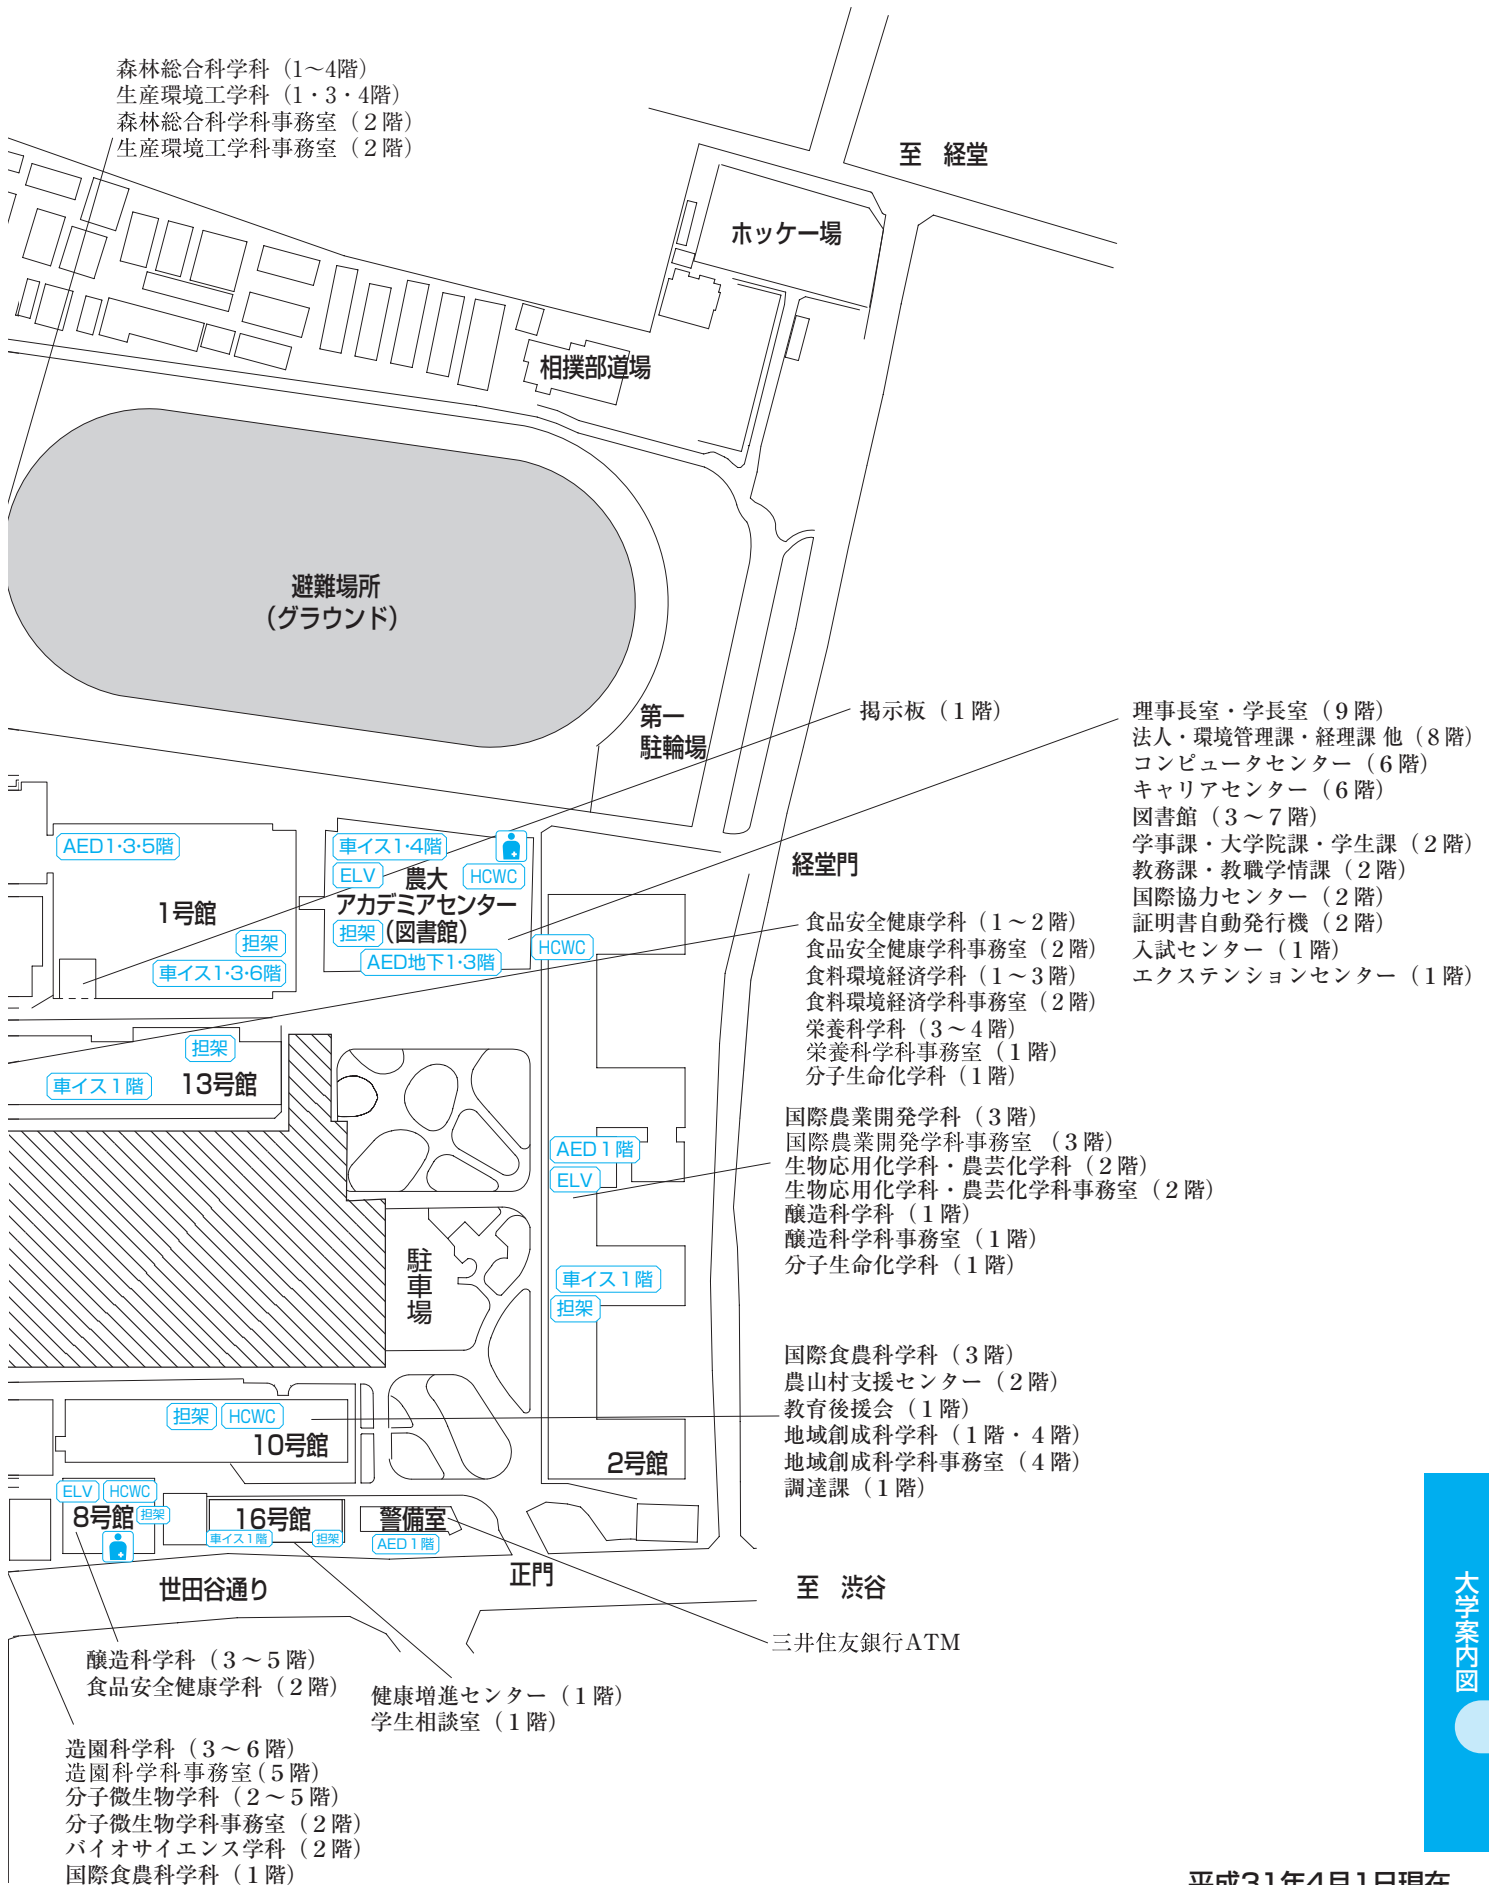 森林総合科学科（1～4階）
生産環境工学科（1・3・4階）
森林総合科学科事務室（2階）
生産環境工学科事務室（2階）
至　経堂
ホッケー場
相撲部道場
避難場所
（グラウンド）
第一
駐輪場
掲示板（1階）
理事長室・学長室（9階）
法人・環境管理課・経理課 他（8階）
コンピュータセンター（6階）
キャリアセンター（6階）
図書館（3～7階）
学事課・大学院課・学生課（2階）
教務課・教職学情課（2階）
国際協力センター（2階）
証明書自動発行機（2階）
入試センター（1階）
エクステンションセンター（1階）
AED1・3・5階
1号館
担架
車イス1・3・6階
車イス1・4階
ELV
農大
HCWC
アカデミアセンター
担架
（図書館）
AED地下1・3階
HCWC
経堂門
食品安全健康学科（1～2階）
食品安全健康学科事務室（2階）
食料環境経済学科（1～3階）
食料環境経済学科事務室（2階）
栄養科学科（3～4階）
栄養科学科事務室（1階）
分子生命化学科（1階）
担架
車イス1階
13号館
国際農業開発学科（3階）
国際農業開発学科事務室（3階）
生物応用化学科・農芸化学科（2階）
生物応用化学科・農芸化学科事務室（2階）
醸造科学科（1階）
醸造科学科事務室（1階）
分子生命化学科（1階）
AED1階
ELV
車イス1階
担架
駐車場
国際食農科学科（3階）
農山村支援センター（2階）
教育後援会（1階）
地域創成科学科（1階・4階）
地域創成科学科事務室（4階）
調達課（1階）
担架
HCWC
10号館
2号館
ELV
HCWC
8号館
担架
16号館
車イス1階
担架
警備室
AED1階
正門
世田谷通り
至　渋谷
三井住友銀行ATM
醸造科学科（3～5階）
食品安全健康学科（2階）
健康増進センター（1階）
学生相談室（1階）
造園科学科（3～6階）
造園科学科事務室（5階）
分子微生物学科（2～5階）
分子微生物学科事務室（2階）
バイオサイエンス学科（2階）
国際食農科学科（1階）
大学案内図
平成31年4月1日現在